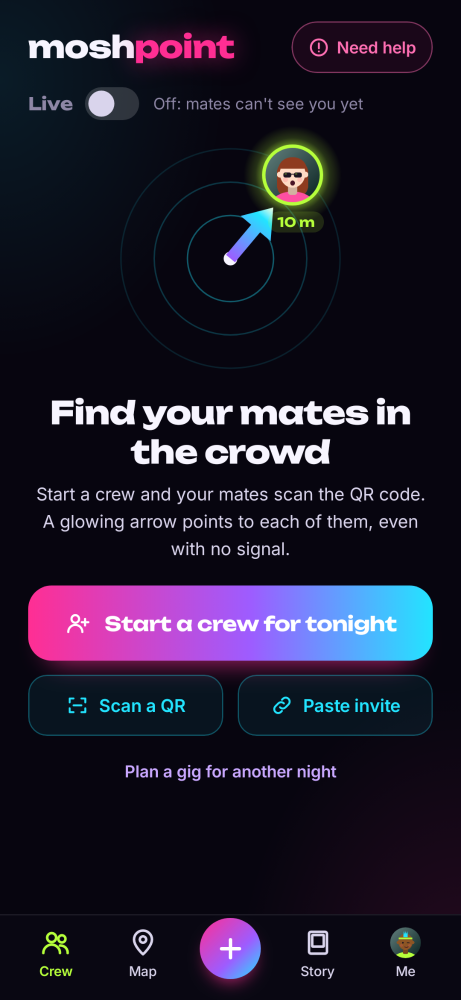 moshpoint
Need help
Live
Off: mates can't see you yet
10 m
Find your mates in
the crowd
Start a crew and your mates scan the QR code.
A glowing arrow points to each of them, even
with no signal.
Start a crew for tonight
Scan a QR
Paste invite
Plan a gig for another night
Crew
Map
Story
Me